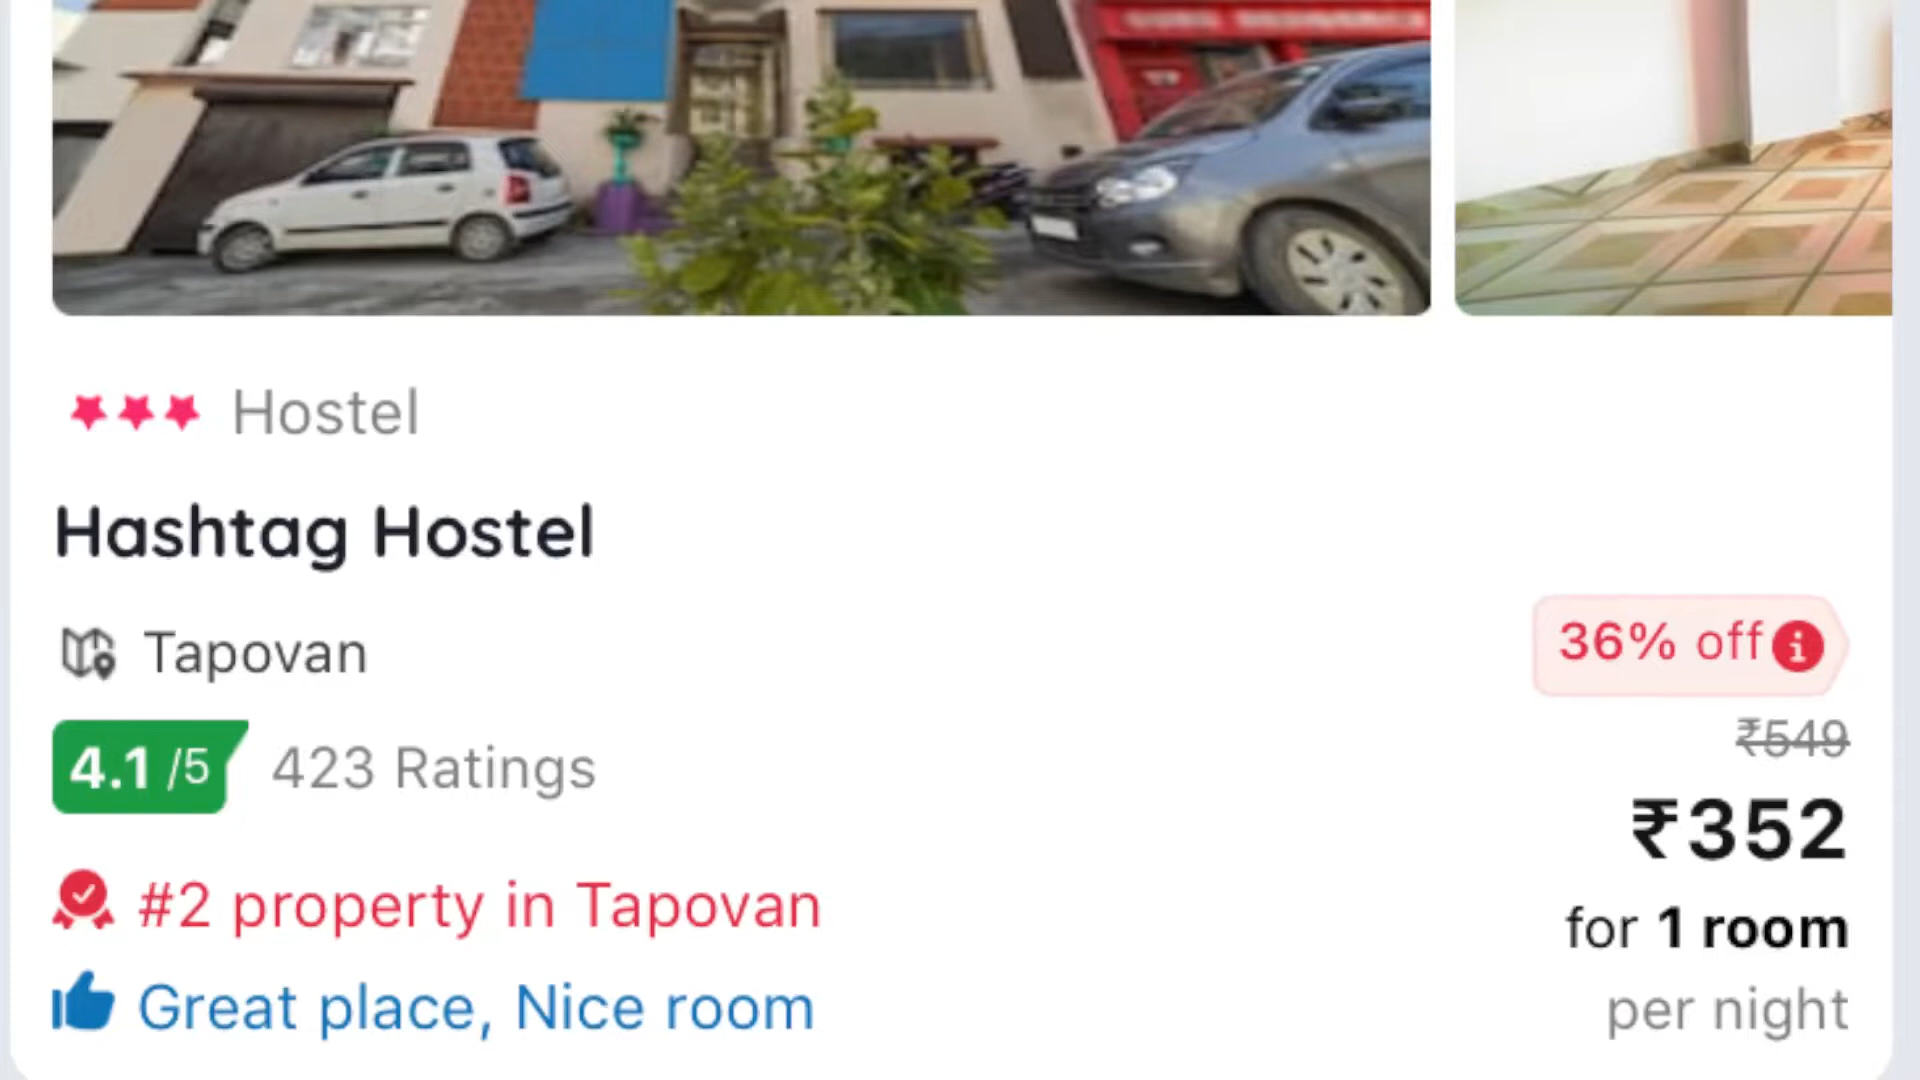 Hostel
Hashtag Hostel
Tapovan
36% off
4.1 /5 423 Ratings
₹549
₹352
#2 property in Tapovan
for 1 room
Great place, Nice room
per night